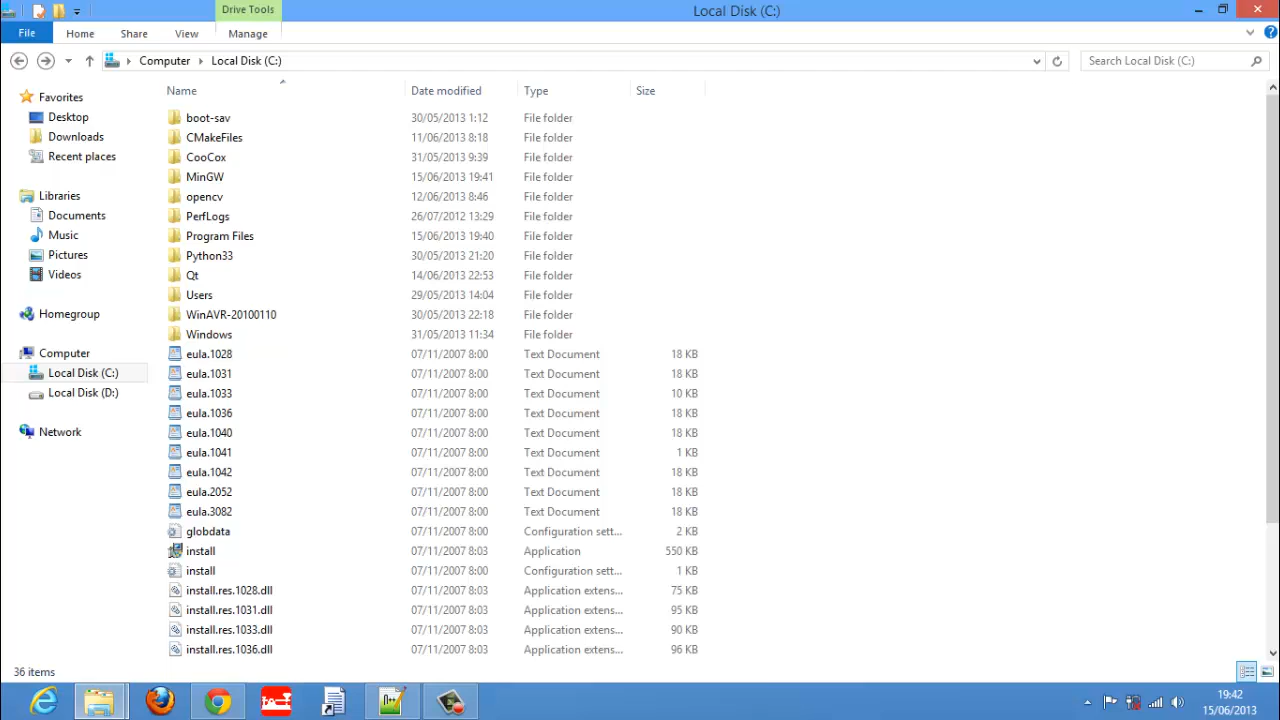 Drive Tools
Local Disk (C:)
File Home Share View Manage
Computer Local Disk (C:)
Search Local Disk (C:)
Name Date modified Type Size
Favorites
Desktop
Downloads
Recent places
Libraries
Documents
Music
Pictures
Videos
Homegroup
Computer
Local Disk (C:)
Local Disk (D:)
Network
boot-sav 30/05/2013 1:12 File folder
CMakeFiles 11/06/2013 8:18 File folder
CooCox 31/05/2013 9:39 File folder
MinGW 15/06/2013 19:41 File folder
opencv 12/06/2013 8:46 File folder
PerfLogs 26/07/2012 13:29 File folder
Program Files 15/06/2013 19:40 File folder
Python33 30/05/2013 21:20 File folder
Qt 14/06/2013 22:53 File folder
Users 29/05/2013 14:04 File folder
WinAVR-20100110 30/05/2013 22:18 File folder
Windows 31/05/2013 11:34 File folder
eula.1028 07/11/2007 8:00 Text Document 18 KB
eula.1031 07/11/2007 8:00 Text Document 18 KB
eula.1033 07/11/2007 8:00 Text Document 10 KB
eula.1036 07/11/2007 8:00 Text Document 18 KB
eula.1040 07/11/2007 8:00 Text Document 18 KB
eula.1041 07/11/2007 8:00 Text Document 1 KB
eula.1042 07/11/2007 8:00 Text Document 18 KB
eula.2052 07/11/2007 8:00 Text Document 18 KB
eula.3082 07/11/2007 8:00 Text Document 18 KB
globdata 07/11/2007 8:00 Configuration sett... 2 KB
install 07/11/2007 8:03 Application 550 KB
install 07/11/2007 8:00 Configuration sett... 1 KB
install.res.1028.dll 07/11/2007 8:03 Application extens... 75 KB
install.res.1031.dll 07/11/2007 8:03 Application extens... 95 KB
install.res.1033.dll 07/11/2007 8:03 Application extens... 90 KB
install.res.1036.dll 07/11/2007 8:03 Application extens... 96 KB
36 items
19:42
15/06/2013